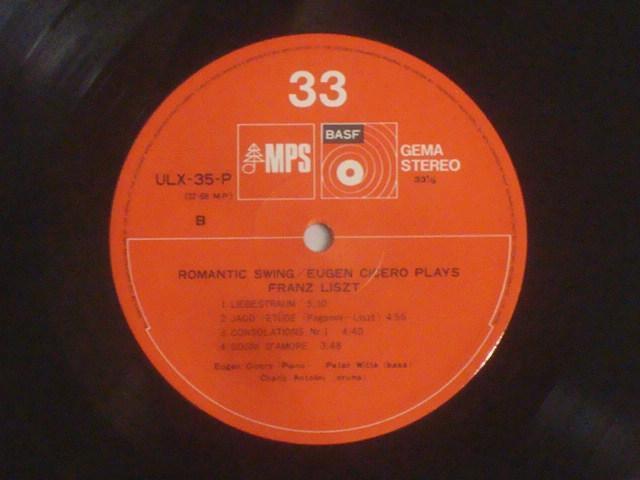 33
MPS
BASF
GEMA
STEREO
33⅓
ULX-35-P
B
ROMANTIC SWING/EUGEN CICERO PLAYS
FRANZ LISZT
1 LIEBESTRAUM 5:10
2 JAGD-ETÜDE (Paganini-Liszt) 4:56
3 CONSOLATIONS Nr.1 4:40
4 SOGNI D'AMORE 3:48
Eugen Cicero (Piano) Peter Witte (bass)
Charly Antolini (drums)